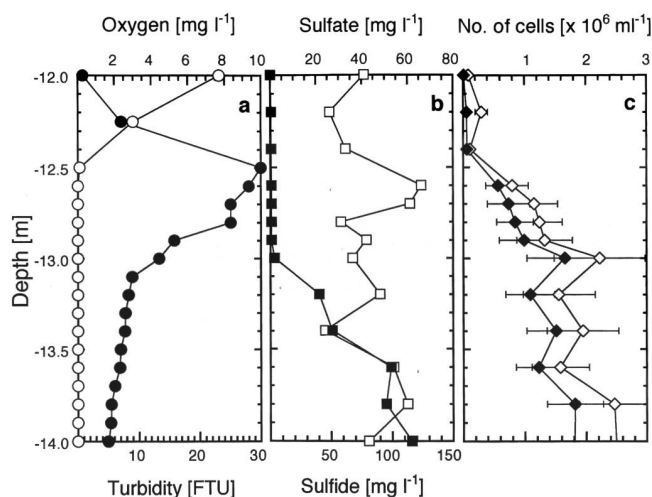 Oxygen [mg l-1]
Sulfate [mg l-1]
No. of cells [x 10⁶ ml-1]
0 2 4 6 8 10
20 40 60 80
1 2 3
-12.0
-12.5
-13.0
-13.5
-14.0
Depth [m]
a
b
c
0 10 20 30
0 50 100 150
Turbidity [FTU]
Sulfide [mg l-1]